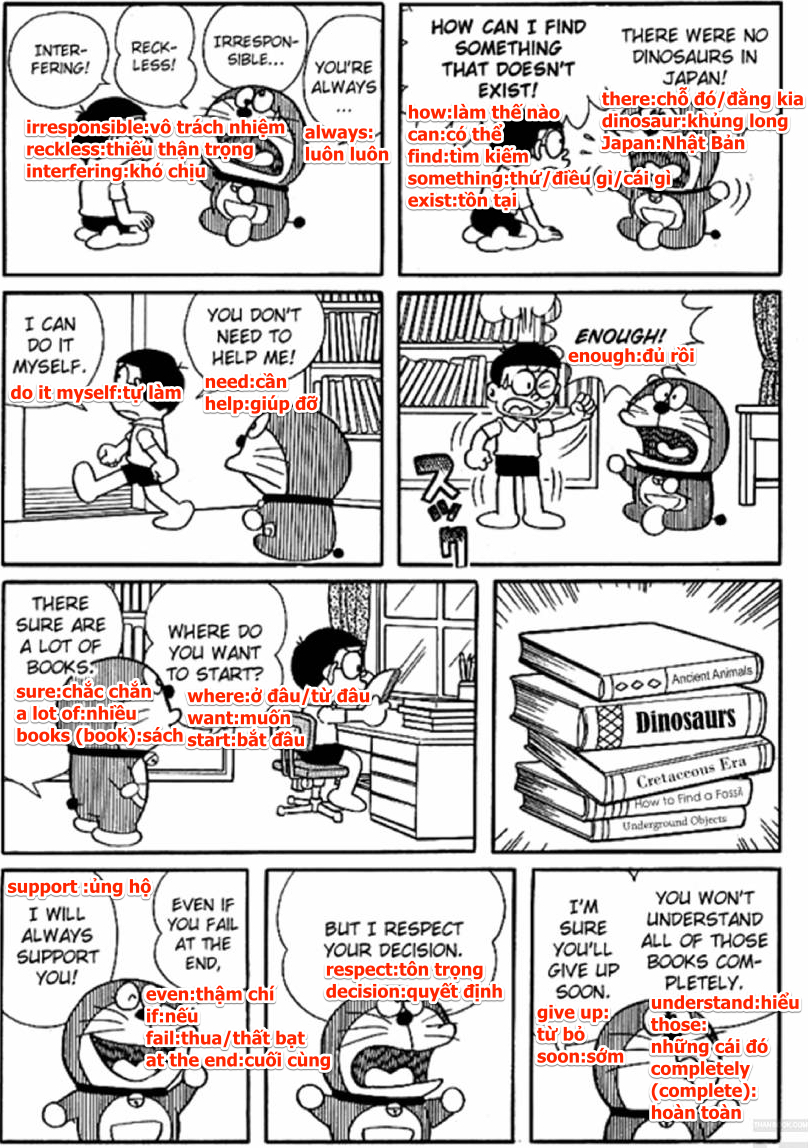 THERE WERE NO
DINOSAURS IN
JAPAN!
there:chỗ đó/đằng kia
dinosaur:khủng long
Japan:Nhật Bản
HOW CAN I FIND
SOMETHING
THAT DOESN'T
EXIST!
how:làm thế nào
can:có thể
find:tìm kiếm
something:thứ/điều gì/cái gì
exist:tồn tại
YOU'RE
ALWAYS
...
always:
luôn luôn
IRRESPON-
SIBLE...
RECK-
LESS!
INTER-
FERING!
irresponsible:vô trách nhiệm
reckless:thiếu thận trọng
interfering:khó chịu
ENOUGH!
enough:đủ rồi
スッ
YOU DON'T
NEED TO
HELP ME!
need:cần
help:giúp đỡ
I CAN
DO IT
MYSELF.
do it myself:tự làm
Ancient Animals
Dinosaurs
Cretaceous Era
How to Find a Fossil
Underground Objects
WHERE DO
YOU WANT
TO START?
where:ở đâu/từ đâu
want:muốn
start:bắt đầu
THERE
SURE ARE
A LOT OF
BOOKS.
sure:chắc chắn
a lot of:nhiều
books (book):sách
YOU WON'T
UNDERSTAND
ALL OF THOSE
BOOKS COM-
PLETELY.
understand:hiểu
those:
những cái đó
completely
(complete):
hoàn toàn
I'M
SURE
YOU'LL
GIVE UP
SOON.
give up:
từ bỏ
soon:sớm
BUT I RESPECT
YOUR DECISION.
respect:tôn trọng
decision:quyết định
EVEN IF
YOU FAIL
AT THE
END,
even:thậm chí
if:nếu
fail:thua/thất bạt
at the end:cuối cùng
support :ủng hộ
I WILL
ALWAYS
SUPPORT
YOU!